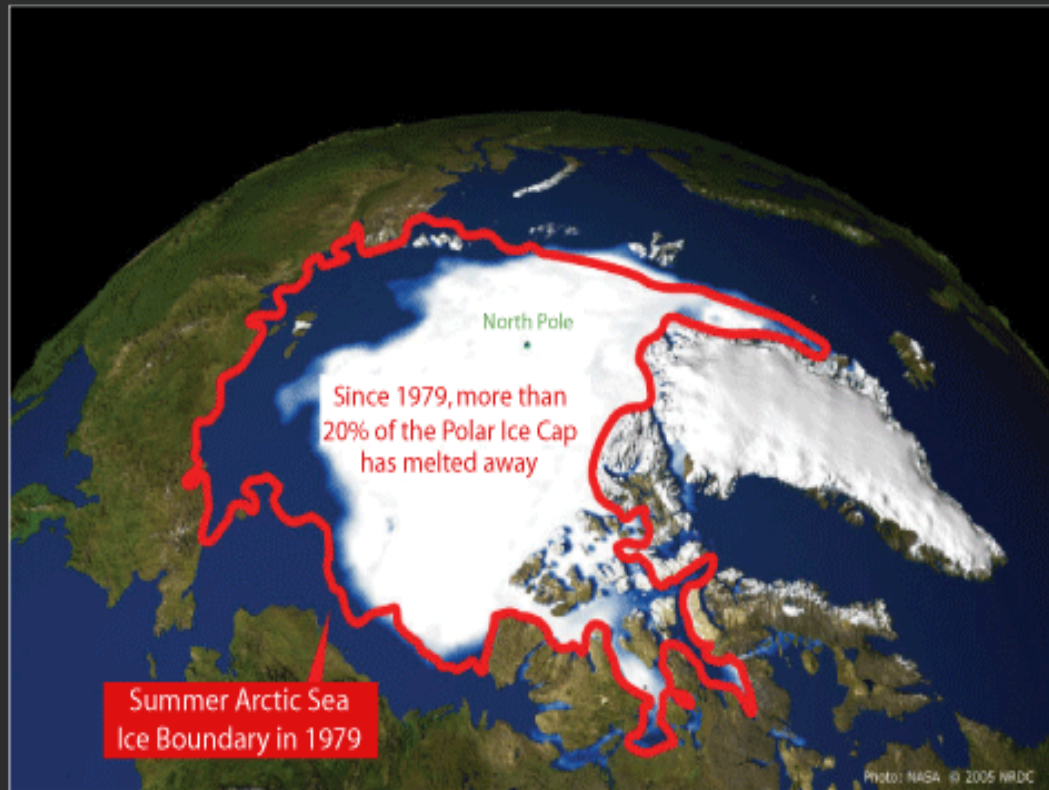 North Pole
Since 1979, more than
20% of the Polar Ice Cap
has melted away
Summer Arctic Sea
Ice Boundary in 1979
Photo: NASA © 2005 NRDC